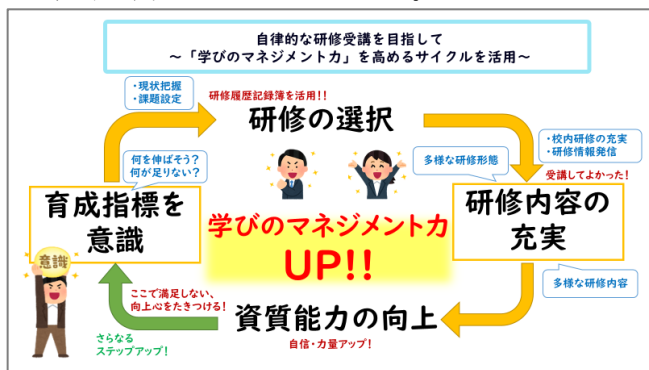 自律的な研修受講を目指して
～「学びのマネジメント力」を高めるサイクルを活用～
・現状把握
・課題設定
研修履歴記録簿を活用!!
研修の選択
・校内研修の充実
・研修情報発信
何を伸ばそう？
何が足りない？
多様な研修形態
受講してよかった！
育成指標を
意識
学びのマネジメント力
UP!!
研修内容の
充実
意識
多様な研修内容
ここで満足しない、
向上心をたきつける！
資質能力の向上
自信・力量アップ！
さらなる
ステップアップ！